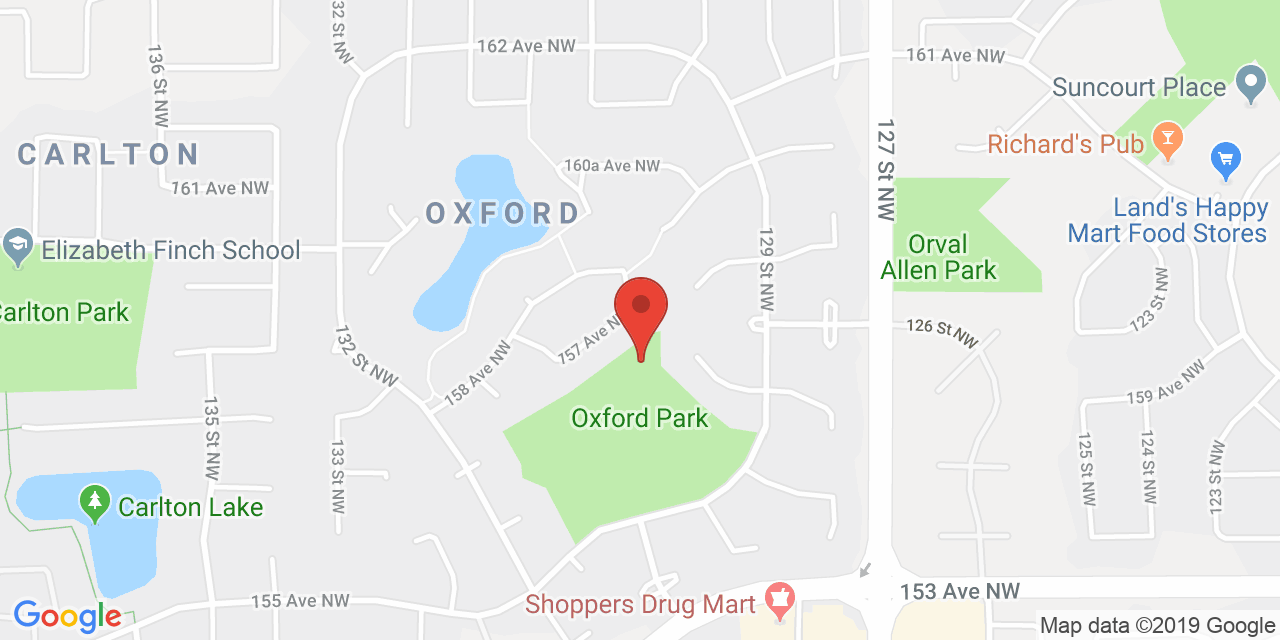 132 St NW
162 Ave NW
161 Ave NW
136 St NW
Suncourt Place
Richard's Pub
127 St NW
CARLTON
160a Ave NW
161 Ave NW
OXFORD
Land's Happy
Mart Food Stores
Elizabeth Finch School
129 St NW
Orval
Allen Park
123 St NW
Carlton Park
757 Ave N
126 St NW
132 St NW
158 Ave NW
159 Ave NW
Oxford Park
135 St NW
133 St NW
125 St NW
124 St NW
123 St NW
Carlton Lake
155 Ave NW
153 Ave NW
Shoppers Drug Mart
Google
Map data ©2019 Google